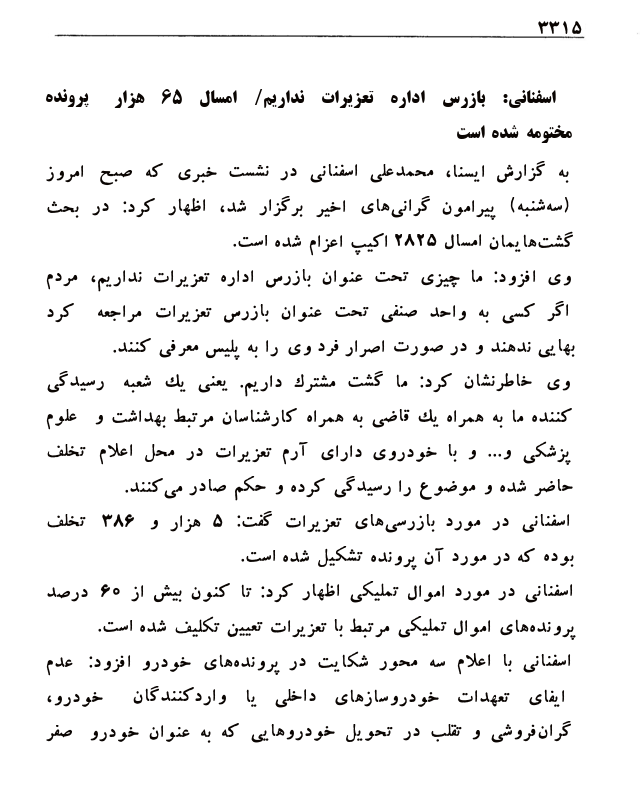 ۳۳۱۵
اسفنانی: بازرس اداره تعزیرات نداریم/ امسال ۶۵ هزار پرونده
مختومه شده است
به گزارش ایسنا، محمدعلی اسفنانی در نشست خبری که صبح امروز
(سه‌شنبه) پیرامون گرانی‌های اخیر برگزار شد، اظهار کرد: در بحث
گشت‌هایمان امسال ۲۸۲۵ اکیپ اعزام شده است.
وی افزود: ما چیزی تحت عنوان بازرس اداره تعزیرات نداریم، مردم
اگر کسی به واحد صنفی تحت عنوان بازرس تعزیرات مراجعه کرد
بهایی ندهند و در صورت اصرار فرد وی را به پلیس معرفی کنند.
وی خاطرنشان کرد: ما گشت مشترك داریم. یعنی یك شعبه رسیدگی
کننده ما به همراه یك قاضی به همراه کارشناسان مرتبط بهداشت و علوم
پزشکی و... و با خودروی دارای آرم تعزیرات در محل اعلام تخلف
حاضر شده و موضوع را رسیدگی کرده و حکم صادر می‌کنند.
اسفنانی در مورد بازرسی‌های تعزیرات گفت: ۵ هزار و ۳۸۶ تخلف
بوده که در مورد آن پرونده تشکیل شده است.
اسفنانی در مورد اموال تملیکی اظهار کرد: تا کنون بیش از ۶۰ درصد
پرونده‌های اموال تملیکی مرتبط با تعزیرات تعیین تکلیف شده است.
اسفنانی با اعلام سه محور شکایت در پرونده‌های خودرو افزود: عدم
ایفای تعهدات خودروسازهای داخلی یا واردکنندگان خودرو،
گران‌فروشی و تقلب در تحویل خودروهایی که به عنوان خودرو صفر